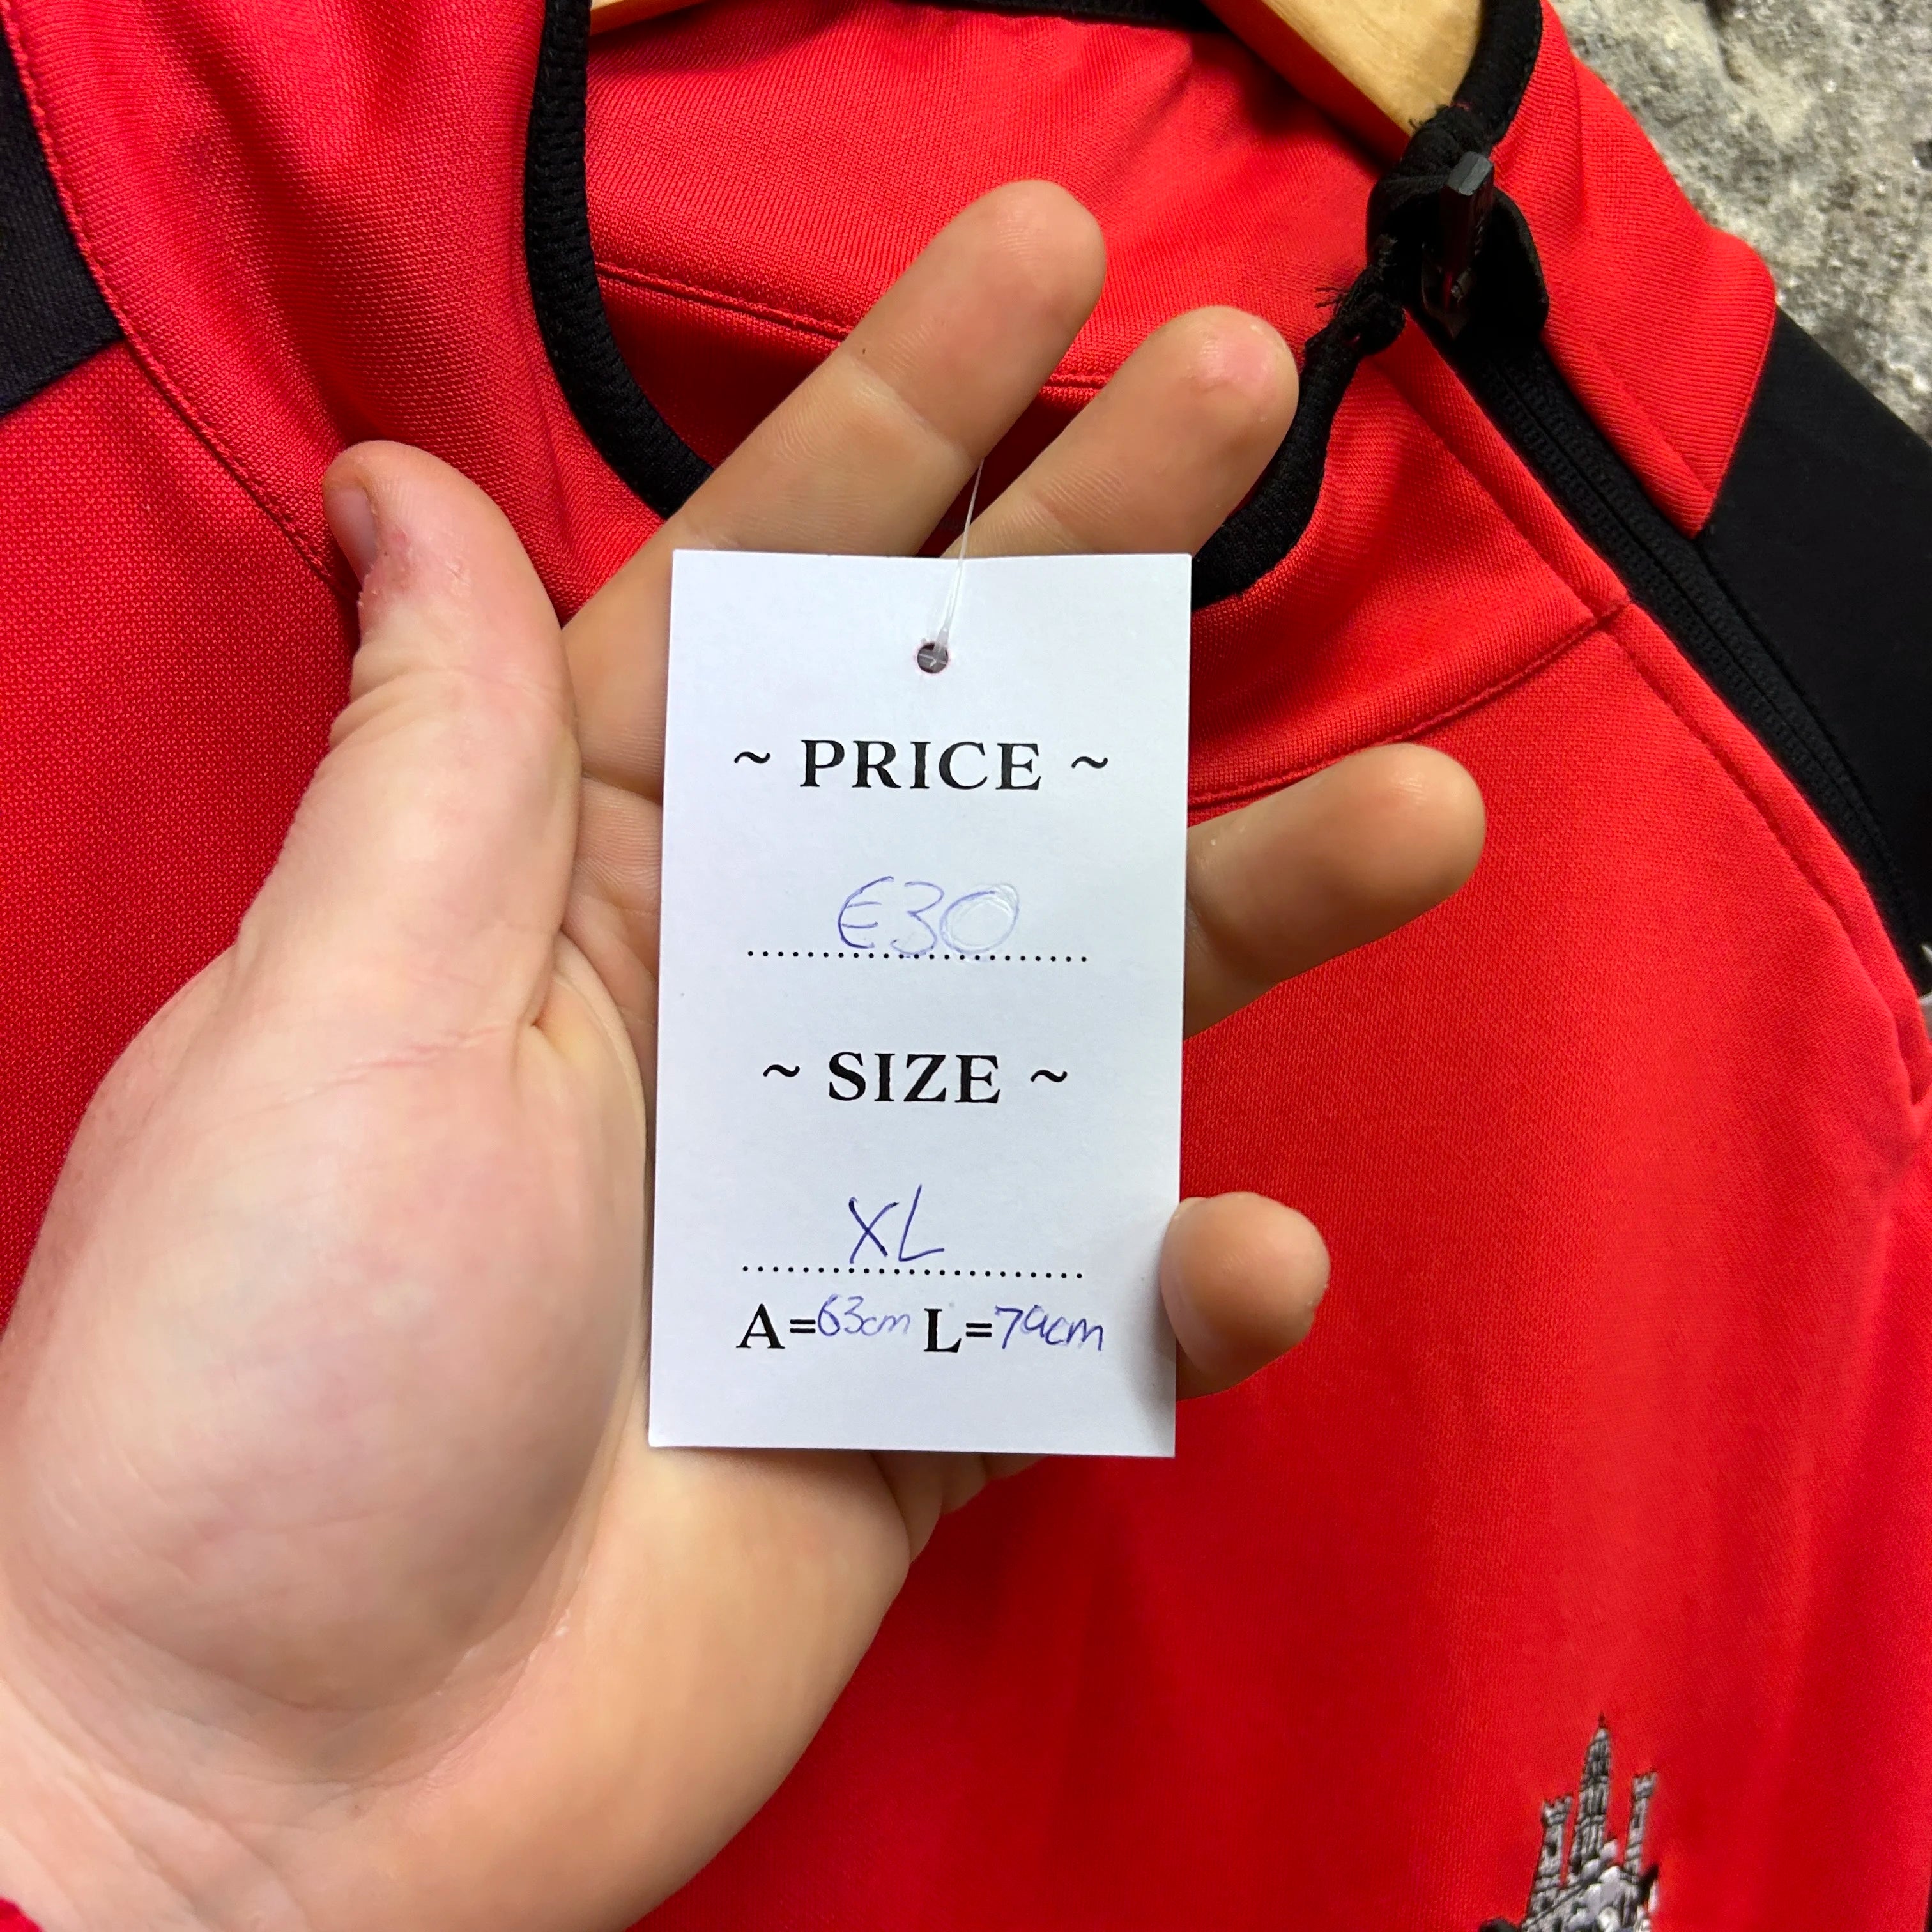 ~ PRICE ~
€30
~ SIZE ~
XL
A=63cm L=79cm